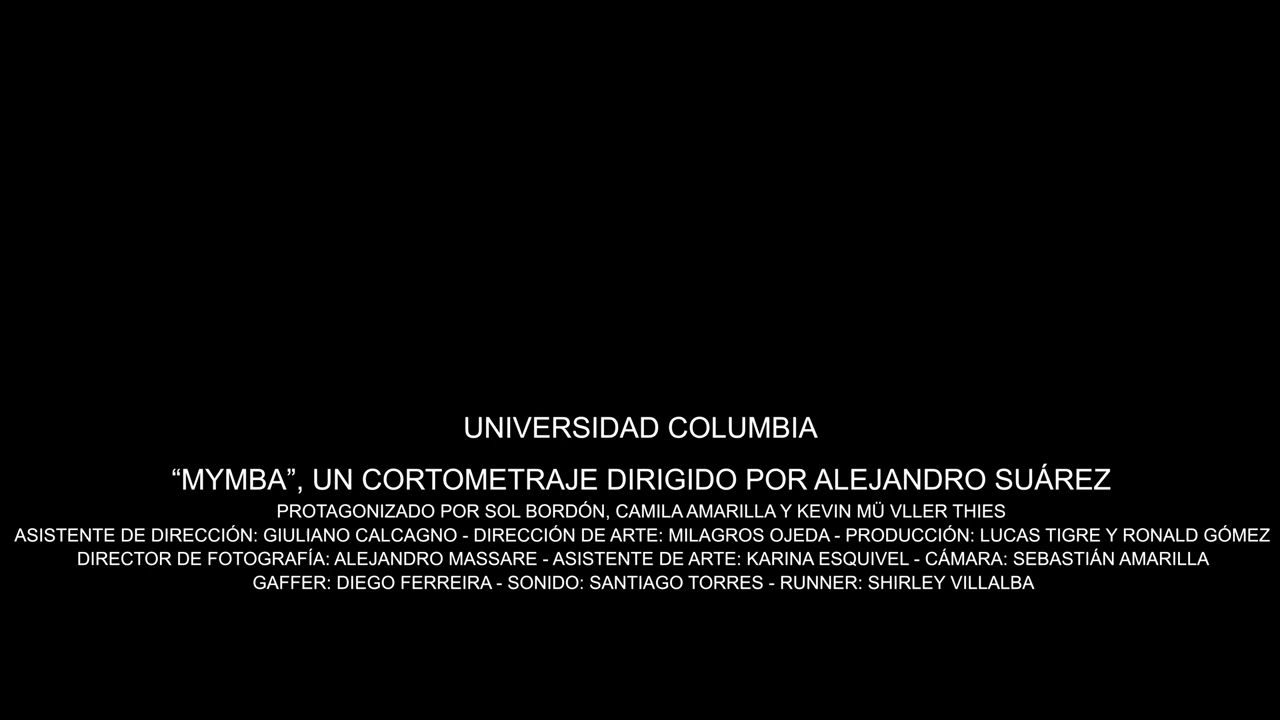 UNIVERSIDAD COLUMBIA
“MYMBA”, UN CORTOMETRAJE DIRIGIDO POR ALEJANDRO SUÁREZ
PROTAGONIZADO POR SOL BORDÓN, CAMILA AMARILLA Y KEVIN MÜ VLLER THIES
ASISTENTE DE DIRECCIÓN: GIULIANO CALCAGNO - DIRECCIÓN DE ARTE: MILAGROS OJEDA - PRODUCCIÓN: LUCAS TIGRE Y RONALD GÓMEZ
DIRECTOR DE FOTOGRAFÍA: ALEJANDRO MASSARE - ASISTENTE DE ARTE: KARINA ESQUIVEL - CÁMARA: SEBASTIÁN AMARILLA
GAFFER: DIEGO FERREIRA - SONIDO: SANTIAGO TORRES - RUNNER: SHIRLEY VILLALBA